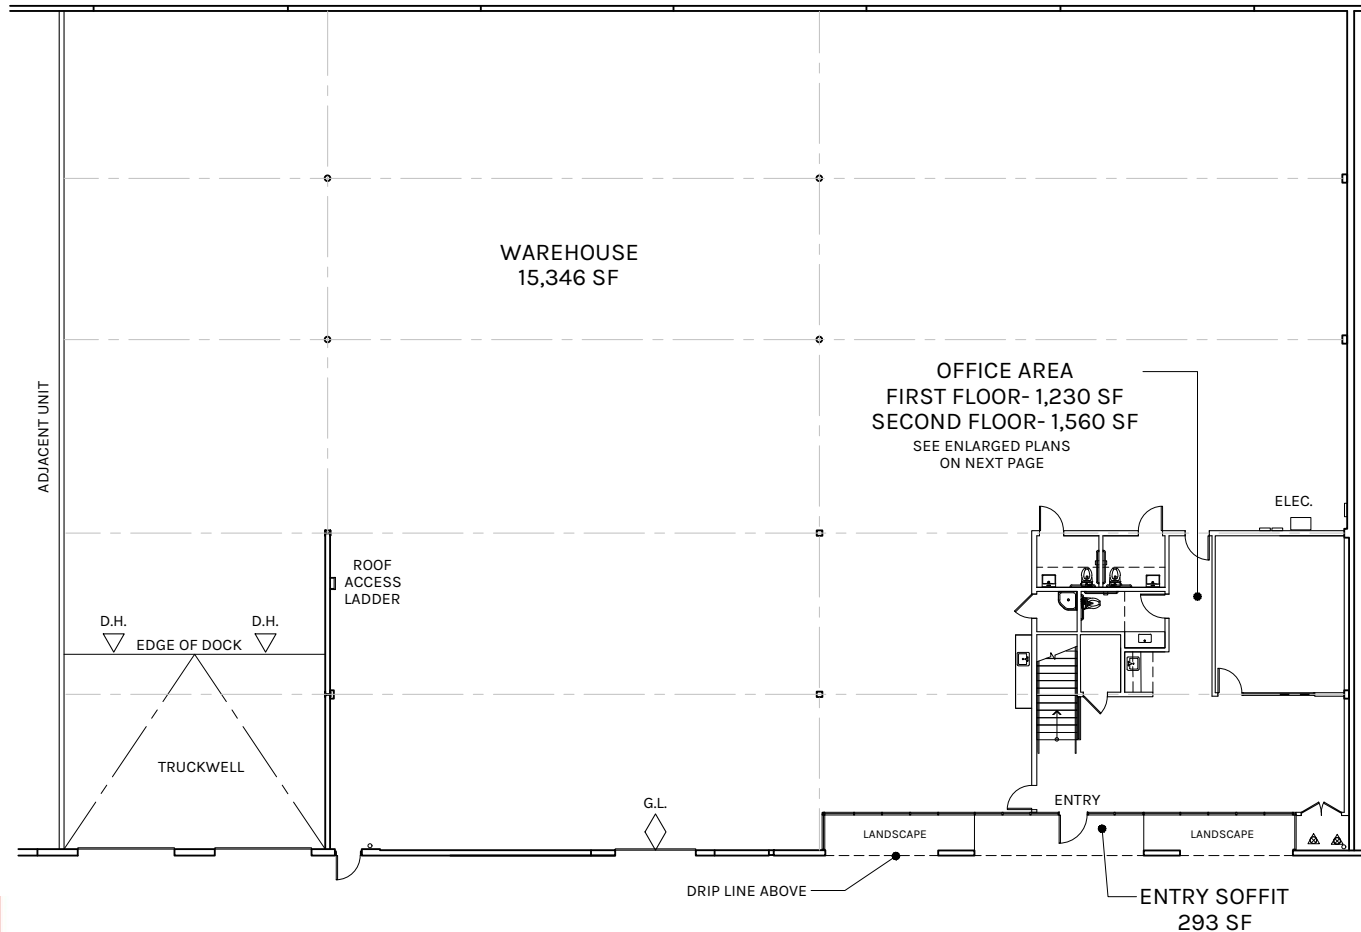 WAREHOUSE
15,346 SF
OFFICE AREA
FIRST FLOOR- 1,230 SF
SECOND FLOOR- 1,560 SF
SEE ENLARGED PLANS
ON NEXT PAGE
ADJACENT UNIT
ELEC.
ROOF
ACCESS
LADDER
D.H.
D.H.
EDGE OF DOCK
TRUCKWELL
G.L.
ENTRY
LANDSCAPE
LANDSCAPE
DRIP LINE ABOVE
ENTRY SOFFIT
293 SF